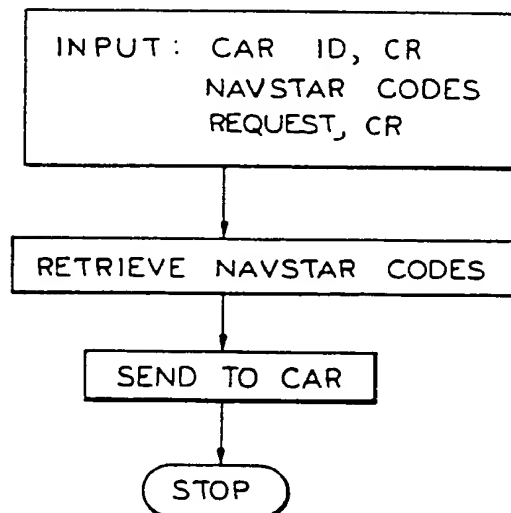 INPUT: CAR ID, CR
NAVSTAR CODES
REQUEST, CR
RETRIEVE NAVSTAR CODES
SEND TO CAR
STOP